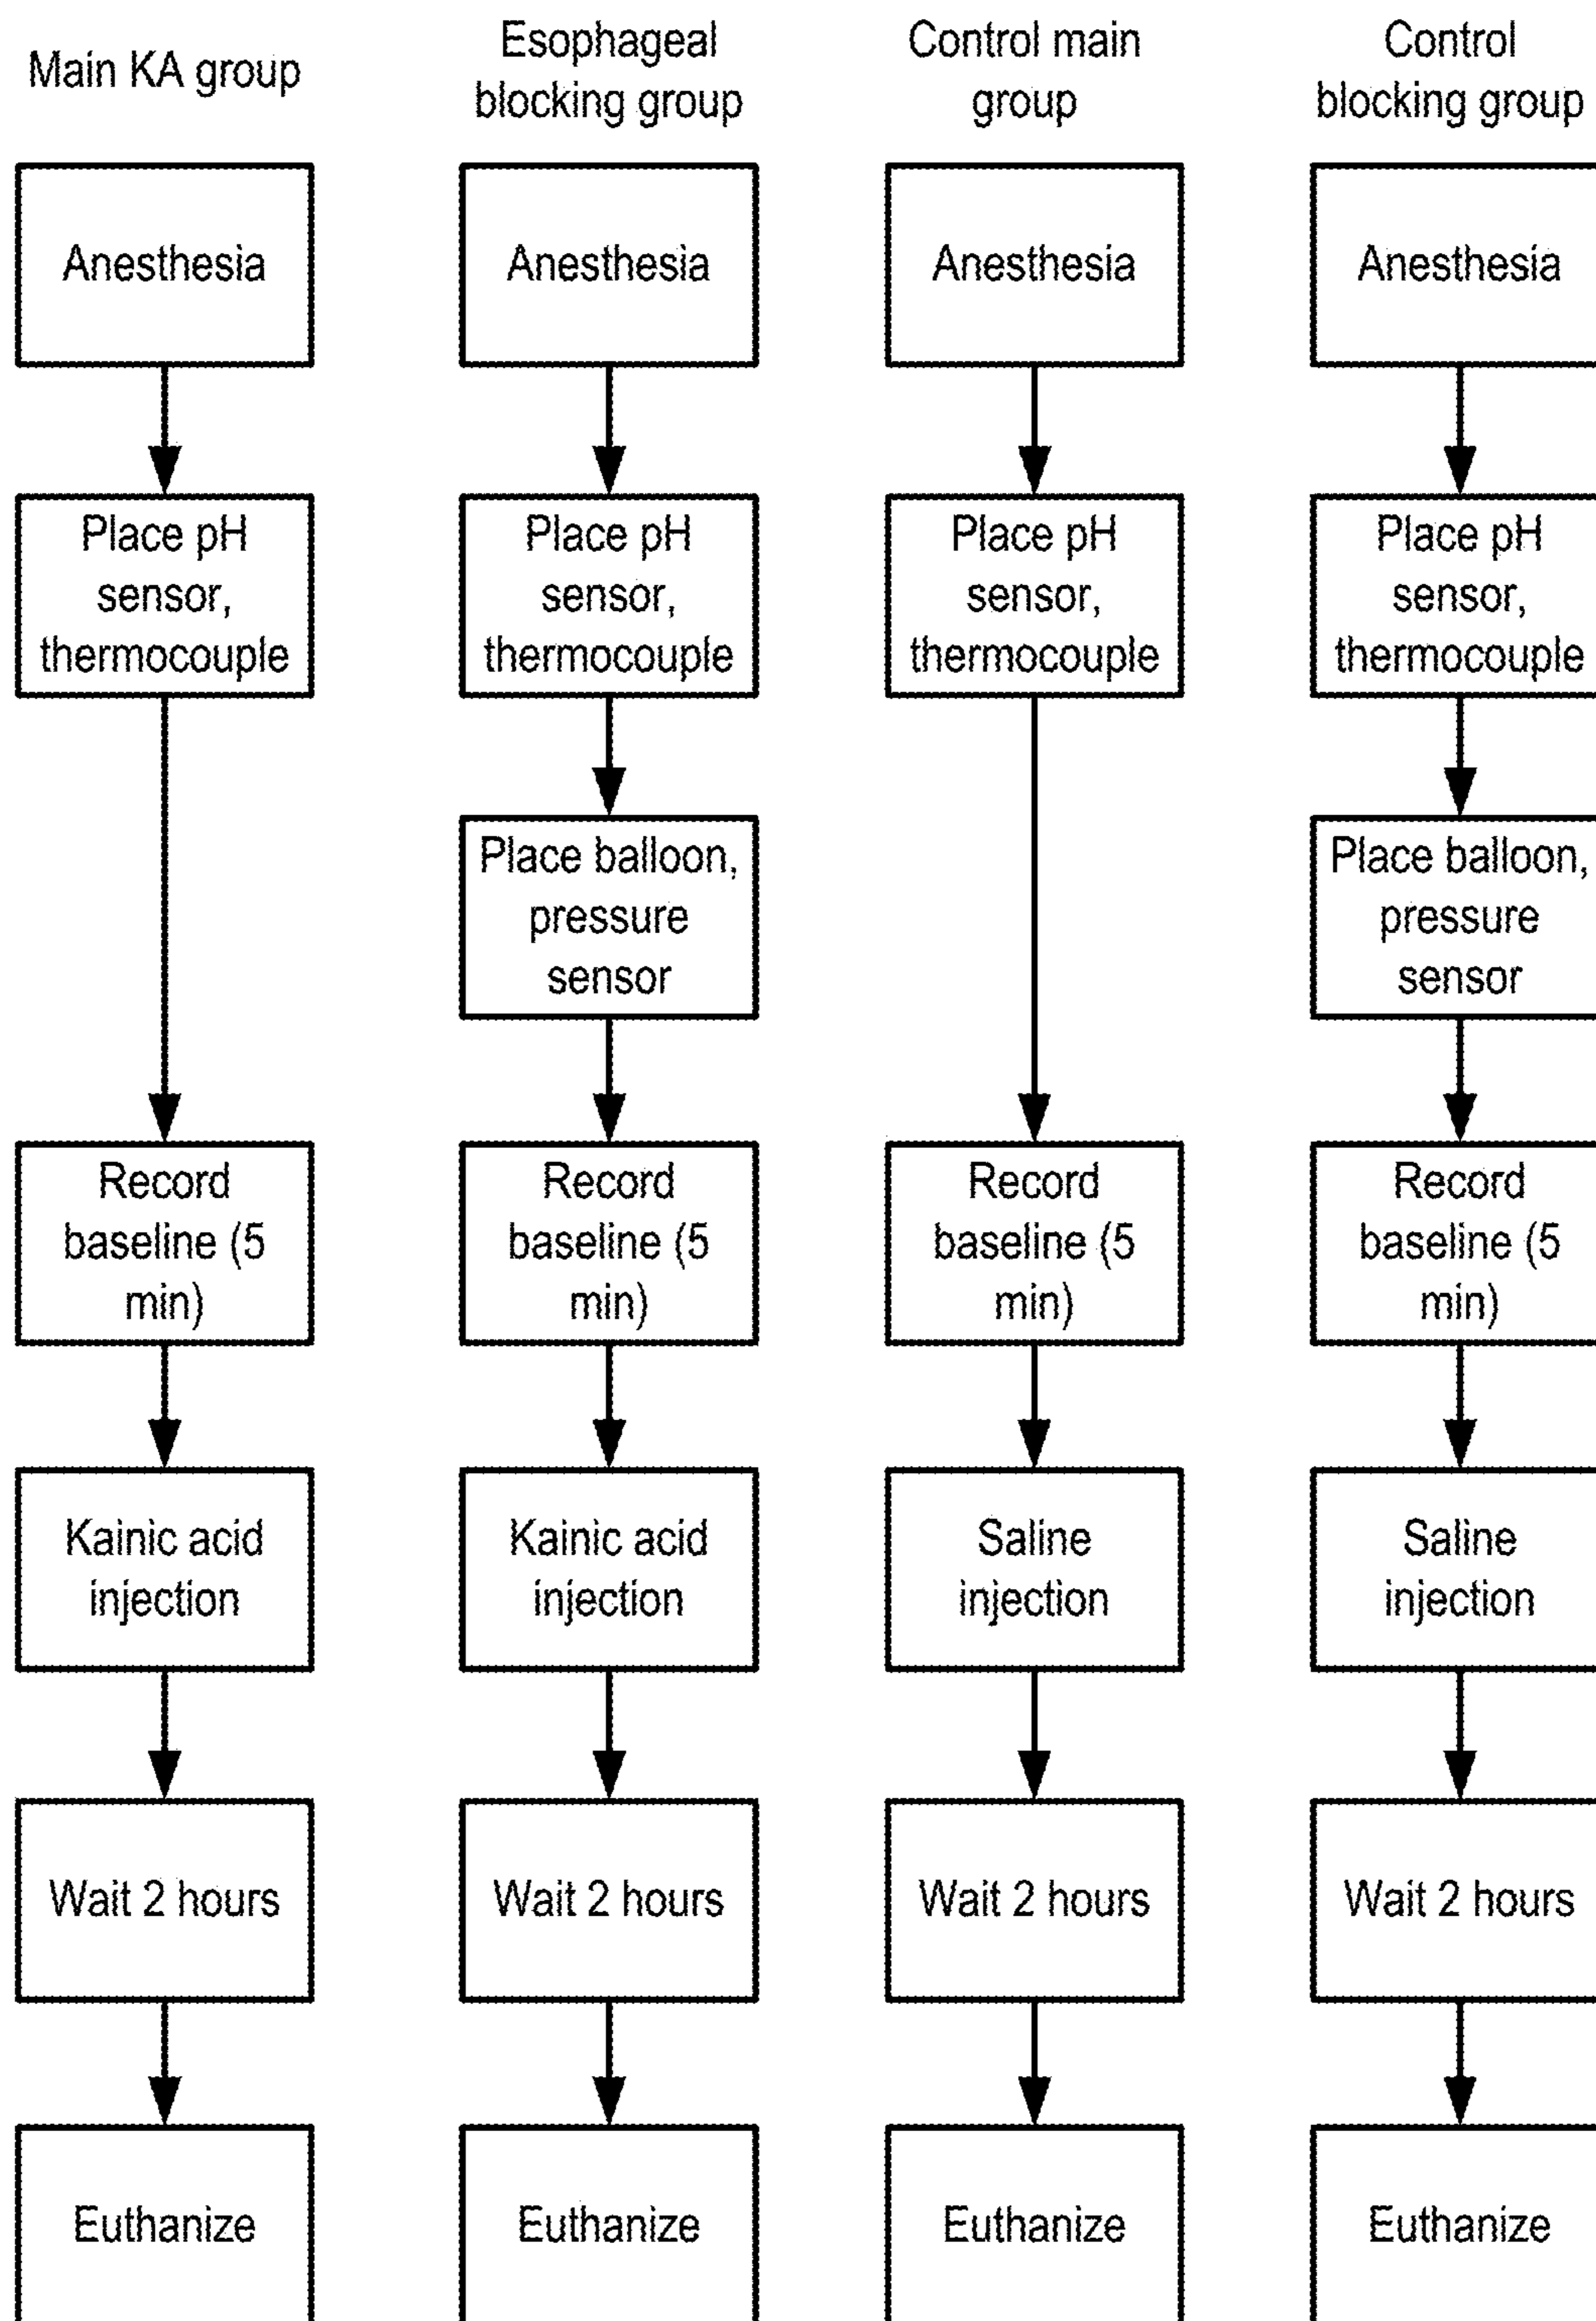 Main KA group
Esophageal
blocking group
Control main
group
Control
blocking group
Anesthesia
Anesthesia
Anesthesia
Anesthesia
Place pH
sensor,
thermocouple
Place pH
sensor,
thermocouple
Place pH
sensor,
thermocouple
Place pH
sensor,
thermocouple
Place balloon,
pressure
sensor
Place balloon,
pressure
sensor
Record
baseline (5
min)
Record
baseline (5
min)
Record
baseline (5
min)
Record
baseline (5
min)
Kainic acid
injection
Kainic acid
injection
Saline
injection
Saline
injection
Wait 2 hours
Wait 2 hours
Wait 2 hours
Wait 2 hours
Euthanize
Euthanize
Euthanize
Euthanize